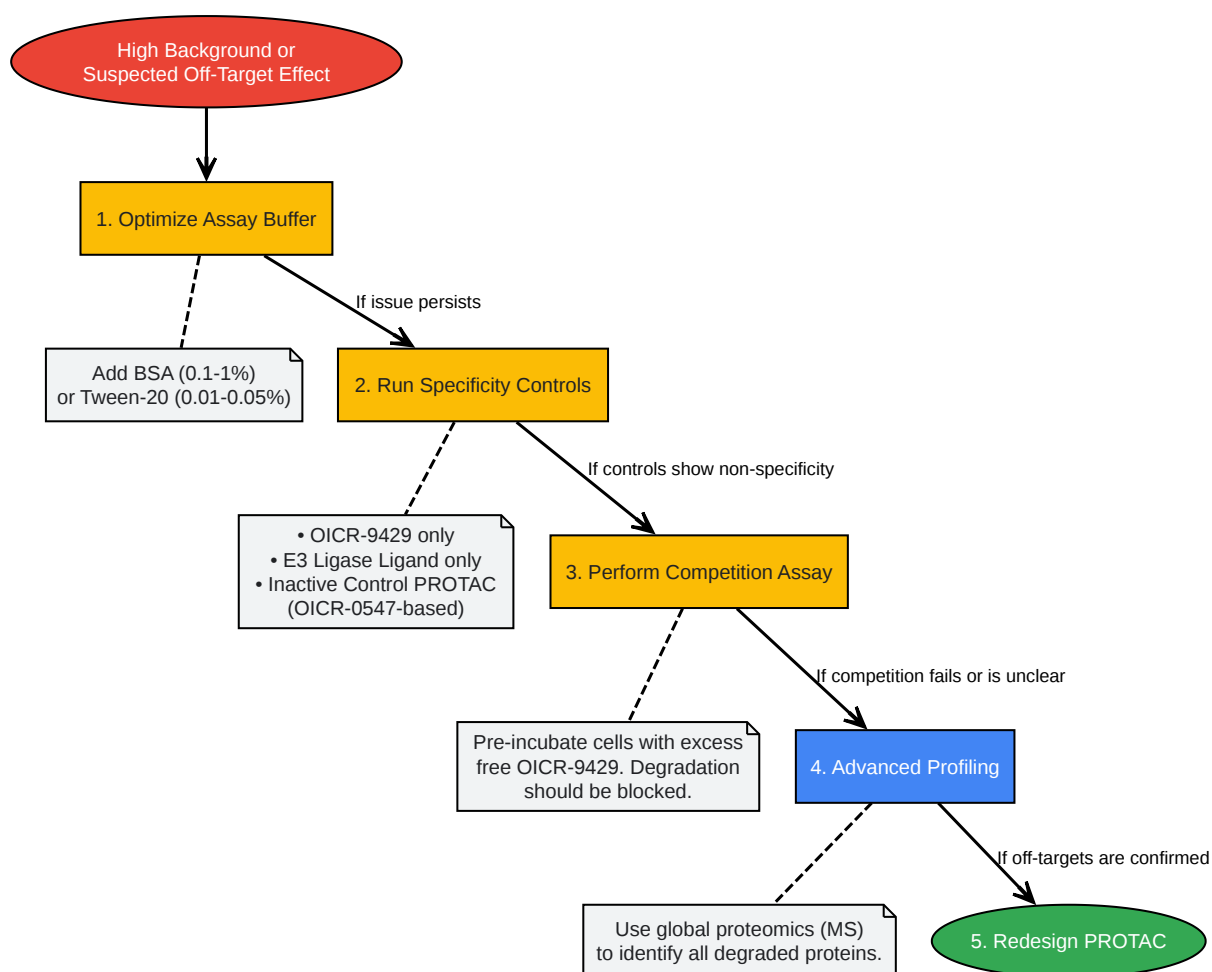 High Background or
Suspected Off-Target Effect
1. Optimize Assay Buffer
If issue persists
Add BSA (0.1-1%)
or Tween-20 (0.01-0.05%)
2. Run Specificity Controls
If controls show non-specificity
• OICR-9429 only
• E3 Ligase Ligand only
• Inactive Control PROTAC
(OICR-0547-based)
3. Perform Competition Assay
If competition fails or is unclear
Pre-incubate cells with excess
free OICR-9429. Degradation
should be blocked.
4. Advanced Profiling
If off-targets are confirmed
Use global proteomics (MS)
to identify all degraded proteins.
5. Redesign PROTAC